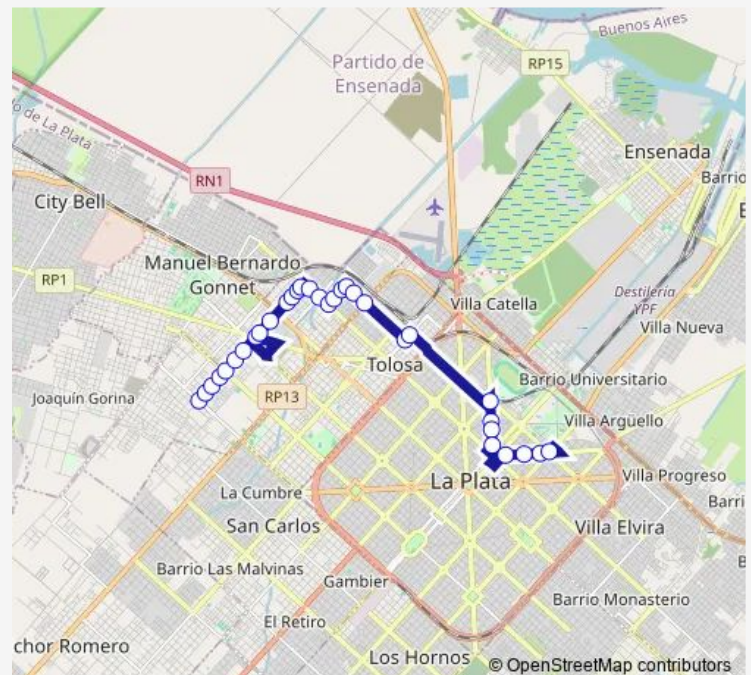 Buenos Aires
Partido de
Ensenada
RP15
do de La Plata
Ensenada
Barrio
RN1
City Bell
E
RP1
Manuel Bernardo
Gonnet
Villa Catella
Destilería
YPF
Villa Nueva
Tolosa
Barrio Universitario
Joaquín Gorina
RP13
Villa Argüello
La Plata
Villa Progreso
La Cumbre
Barri
San Carlos
Villa Elvira
Barrio Las Malvinas
Gambier
B
Barrio Monasterio
El Retiro
chor Romero
Los Hornos
© OpenStreetMap contributors